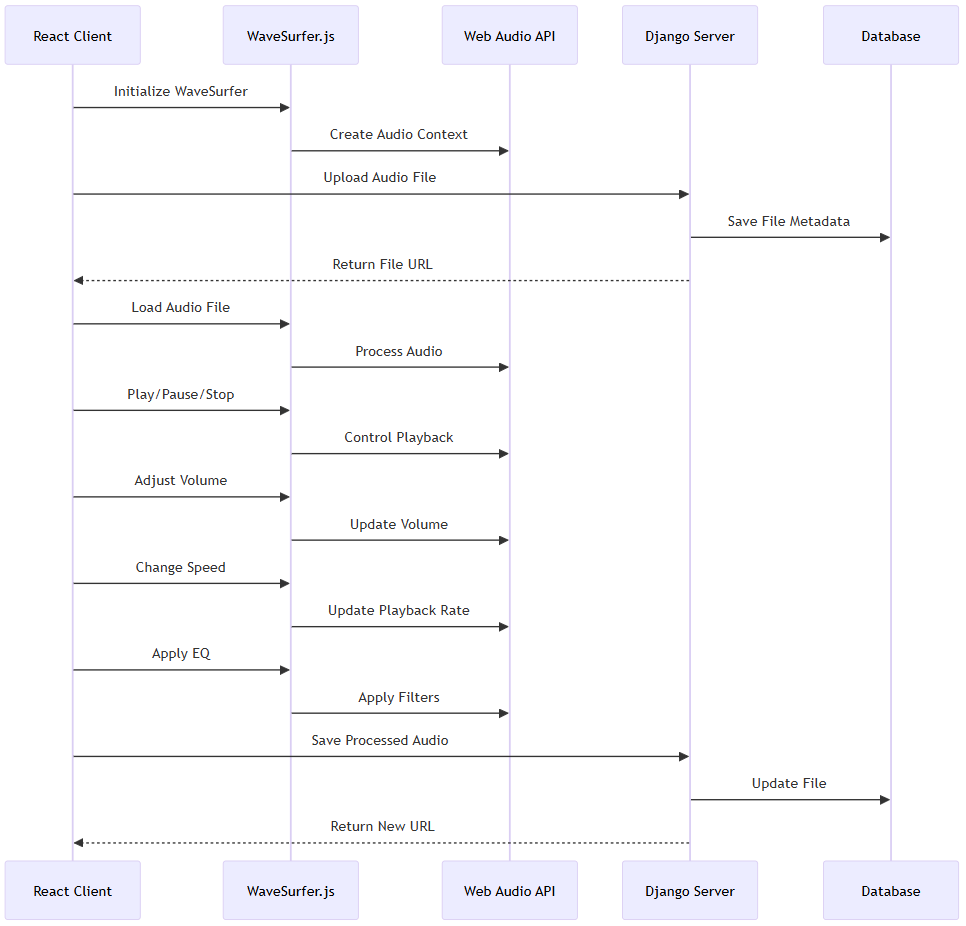 React Client
WaveSurfer.js
Web Audio API
Django Server
Database
Initialize WaveSurfer
Create Audio Context
Upload Audio File
Save File Metadata
Return File URL
Load Audio File
Process Audio
Play/Pause/Stop
Control Playback
Adjust Volume
Update Volume
Change Speed
Update Playback Rate
Apply EQ
Apply Filters
Save Processed Audio
Update File
Return New URL
React Client
WaveSurfer.js
Web Audio API
Django Server
Database